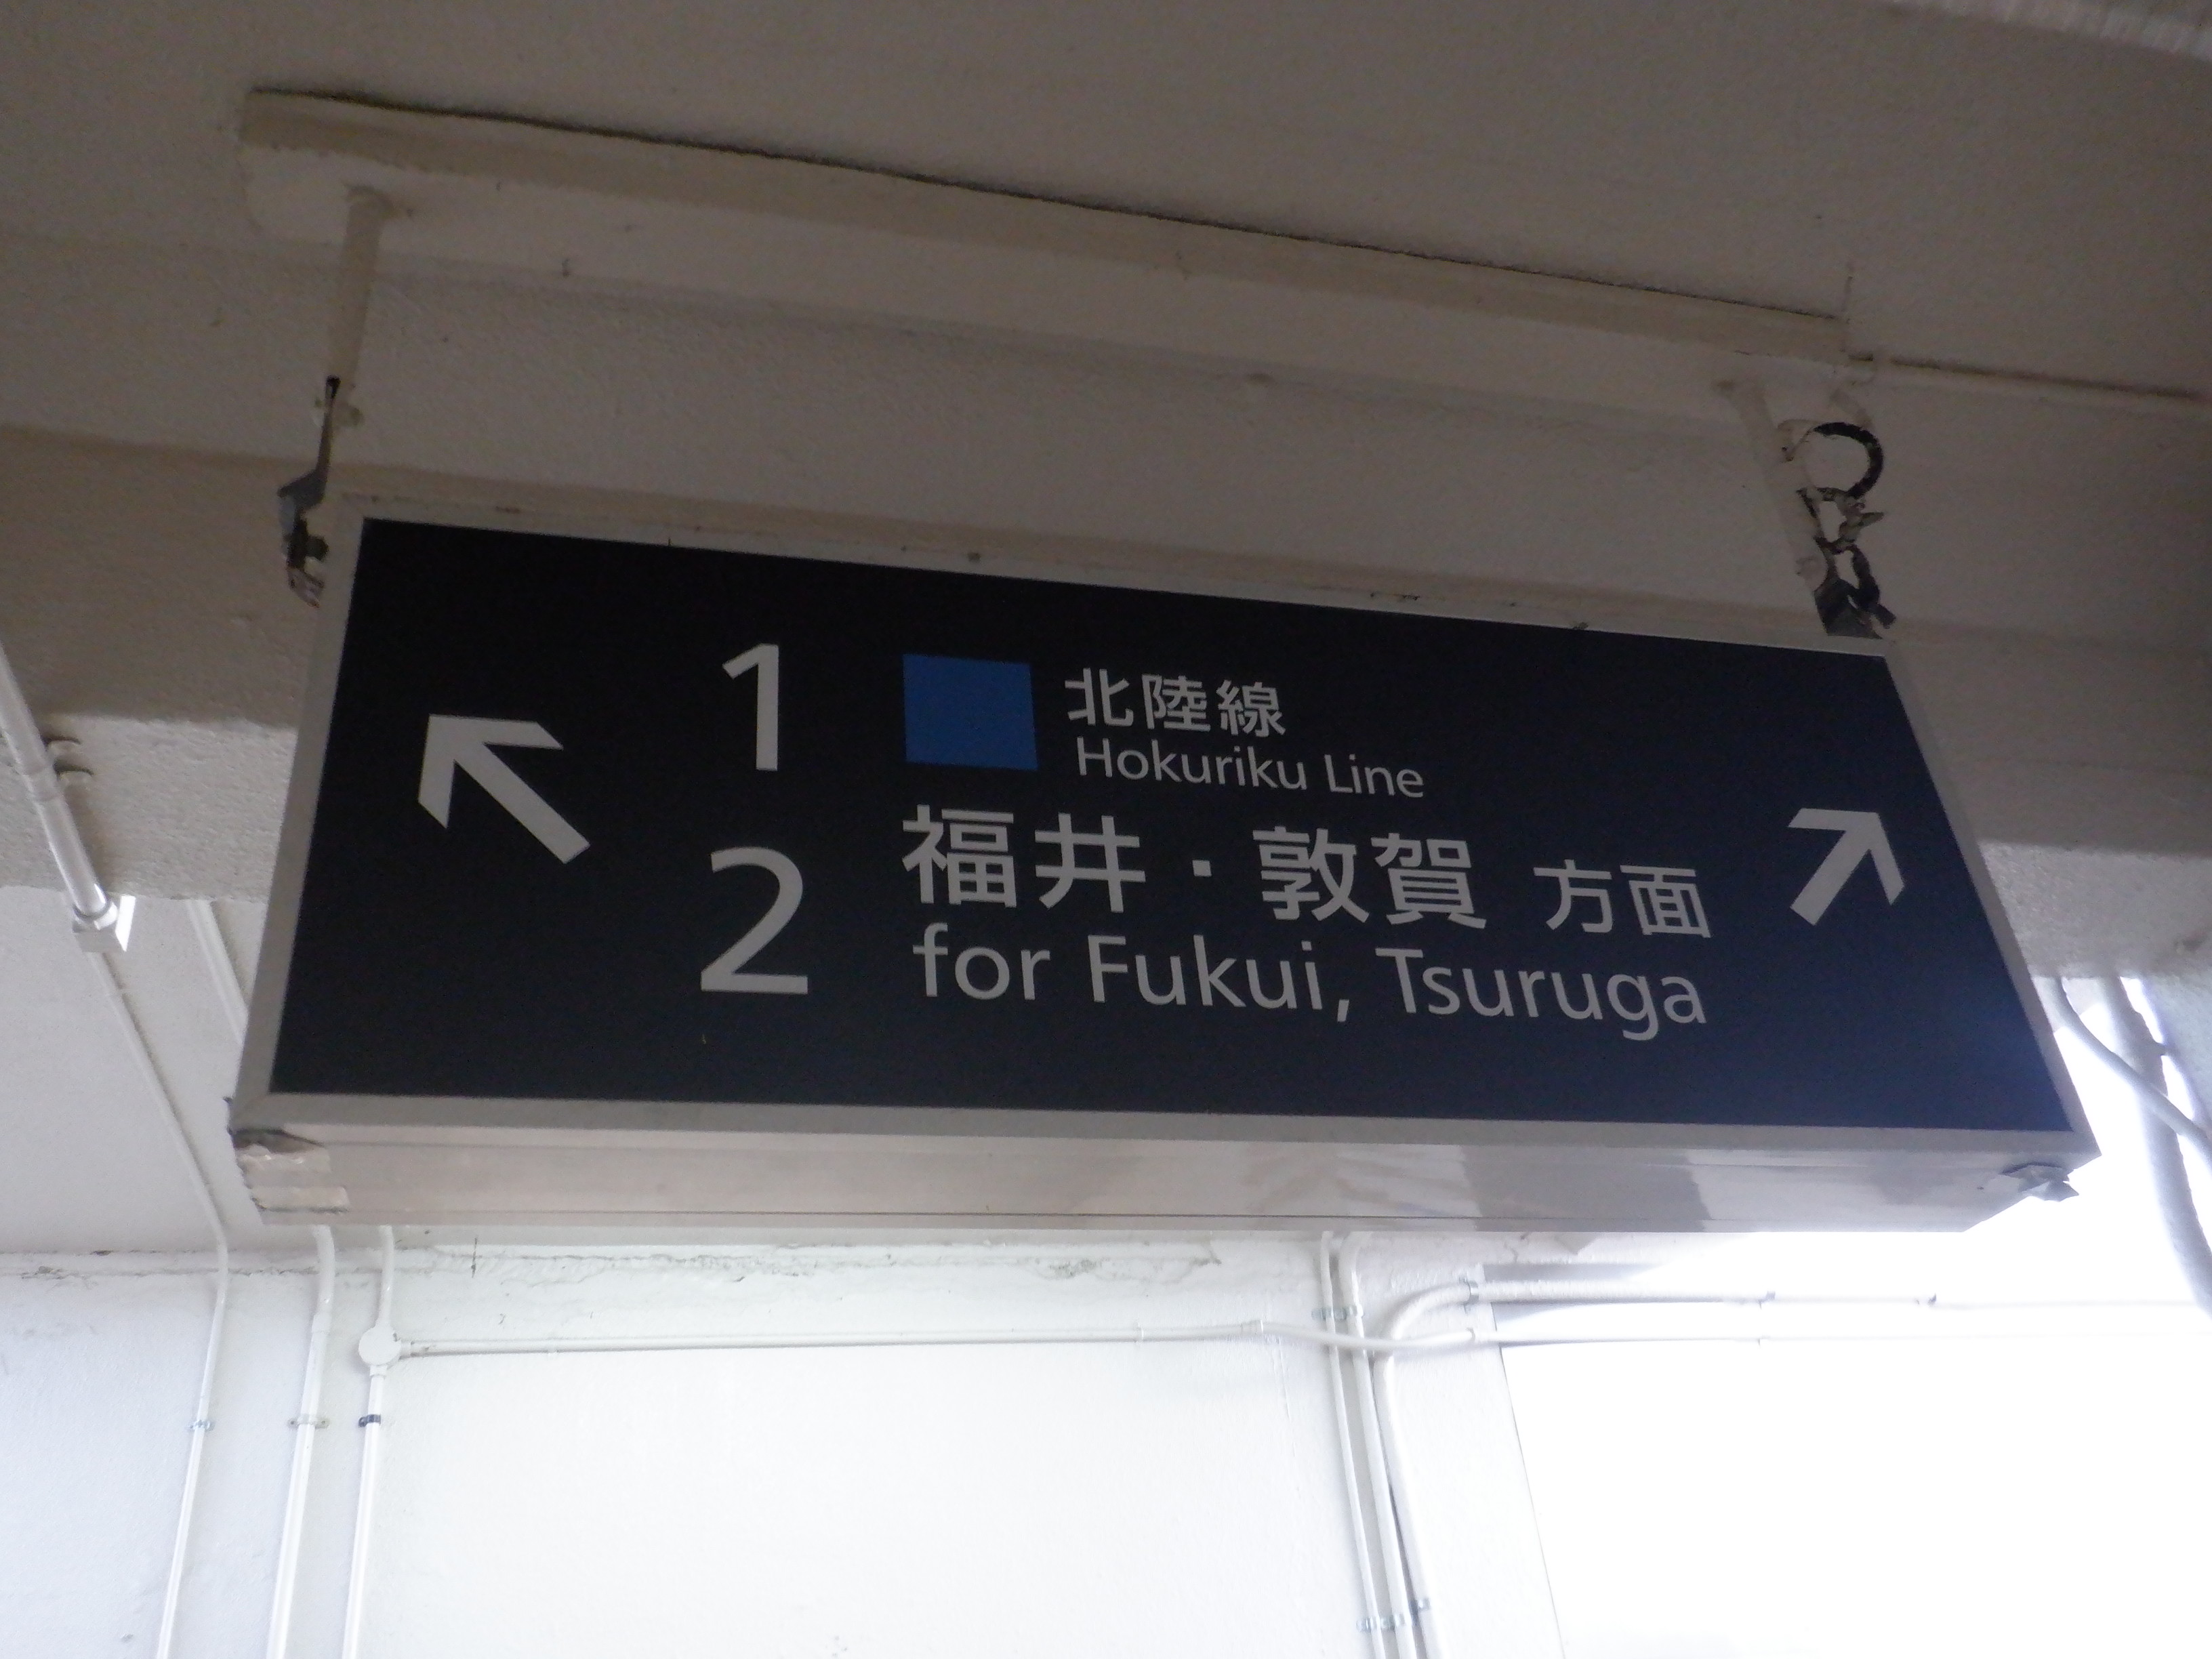 1
北陸線
Hokuriku Line
2
福井・敦賀 方面
for Fukui, Tsuruga